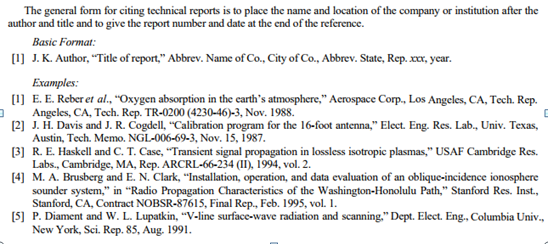 The general form for citing technical reports is to place the name and location of the company or institution after the
author and title and to give the report number and date at the end of the reference.
Basic Format:
[1] J. K. Author, “Title of report,” Abbrev. Name of Co., City of Co., Abbrev. State, Rep. xxx, year.
Examples:
[1] E. E. Reber et al., “Oxygen absorption in the earth’s atmosphere,” Aerospace Corp., Los Angeles, CA, Tech. Rep.
Angeles, CA, Tech. Rep. TR-0200 (4230-46)-3, Nov. 1988.
[2] J. H. Davis and J. R. Cogdell, “Calibration program for the 16-foot antenna,” Elect. Eng. Res. Lab., Univ. Texas,
Austin, Tech. Memo. NGL-006-69-3, Nov. 15, 1987.
[3] R. E. Haskell and C. T. Case, “Transient signal propagation in lossless isotropic plasmas,” USAF Cambridge Res.
Labs., Cambridge, MA, Rep. ARCRL-66-234 (II), 1994, vol. 2.
[4] M. A. Brusberg and E. N. Clark, “Installation, operation, and data evaluation of an oblique-incidence ionosphere
sounder system,” in “Radio Propagation Characteristics of the Washington-Honolulu Path,” Stanford Res. Inst.,
Stanford, CA, Contract NOBSR-87615, Final Rep., Feb. 1995, vol. 1.
[5] P. Diament and W. L. Lupatkin, “V-line surface-wave radiation and scanning,” Dept. Elect. Eng., Columbia Univ.,
New York, Sci. Rep. 85, Aug. 1991.